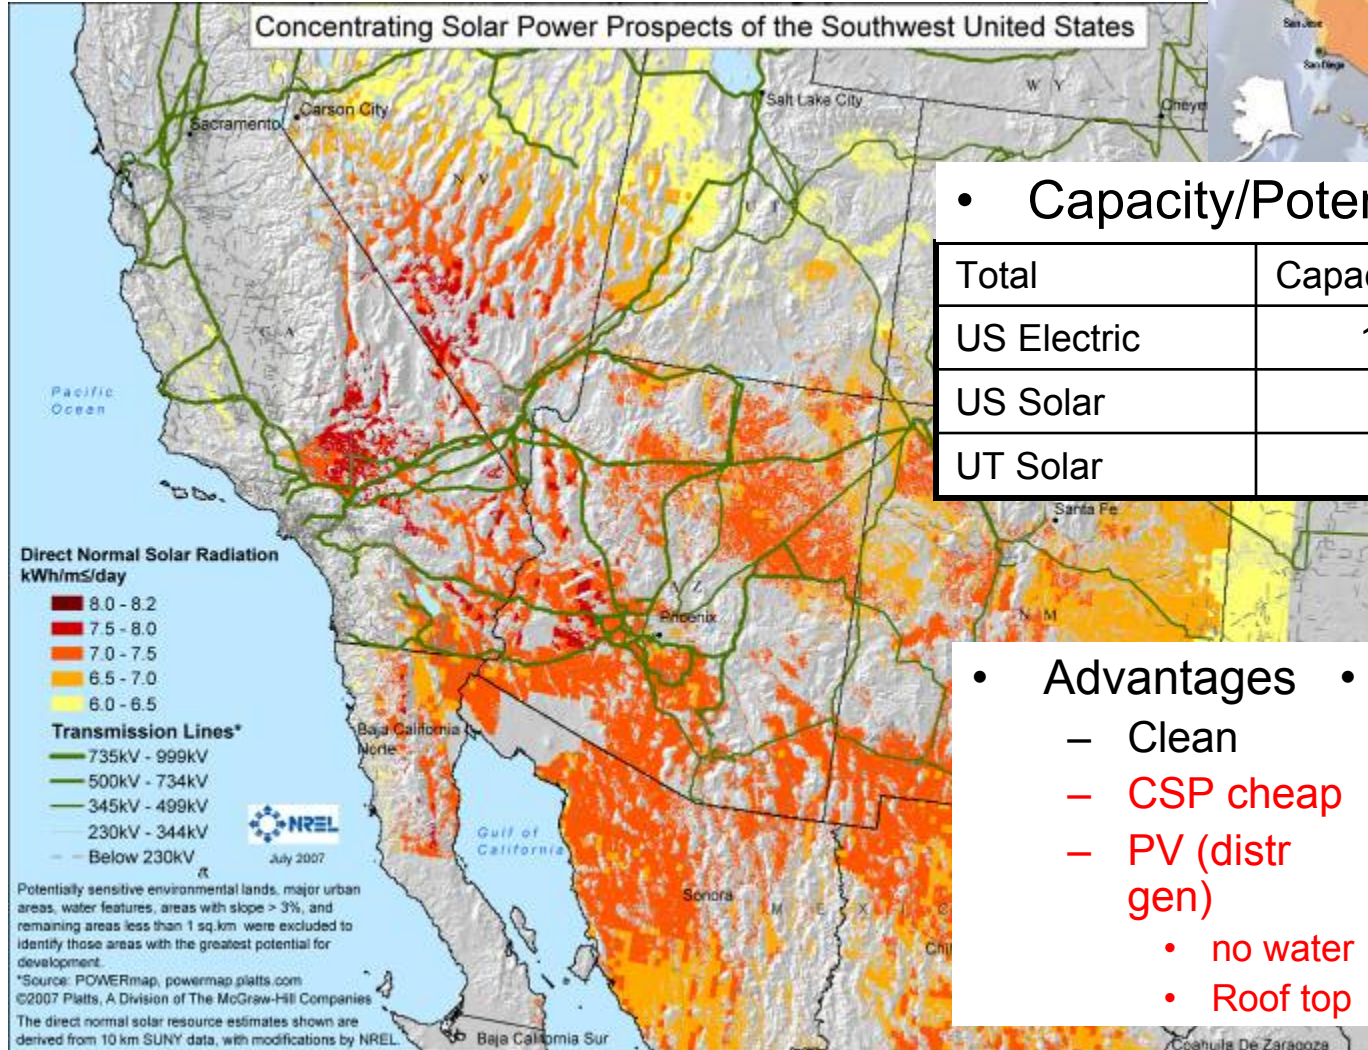 Concentrating Solar Power Prospects of the Southwest United States
San Jose
San Diego
W Y
Salt Lake City
Cheye
Carson City
Sacramento
N V
U T
C A
• Capacity/Poter
Total Capac
US Electric 1
US Solar
UT Solar
Pacific
Ocean
Santa Fe
A Z
Phoenix
N M
Direct Normal Solar Radiation
kWh/m≤/day
8.0 - 8.2
7.5 - 8.0
7.0 - 7.5
6.5 - 7.0
6.0 - 6.5
Transmission Lines*
735kV - 999kV
500kV - 734kV
345kV - 499kV
230kV - 344kV
Below 230kV
NREL
July 2007
Baja California
Norte
Gulf of
California
Sonora
M E X I C
Chi
• Advantages •
– Clean
– CSP cheap
– PV (distr
gen)
• no water
• Roof top
Potentially sensitive environmental lands, major urban
areas, water features, areas with slope > 3%, and
remaining areas less than 1 sq.km were excluded to
identify those areas with the greatest potential for
development.
*Source: POWERmap, powermap.platts.com
©2007 Platts, A Division of The McGraw-Hill Companies
The direct normal solar resource estimates shown are
derived from 10 km SUNY data, with modifications by NREL.
Baja California Sur
Coahuila De Zaragoza